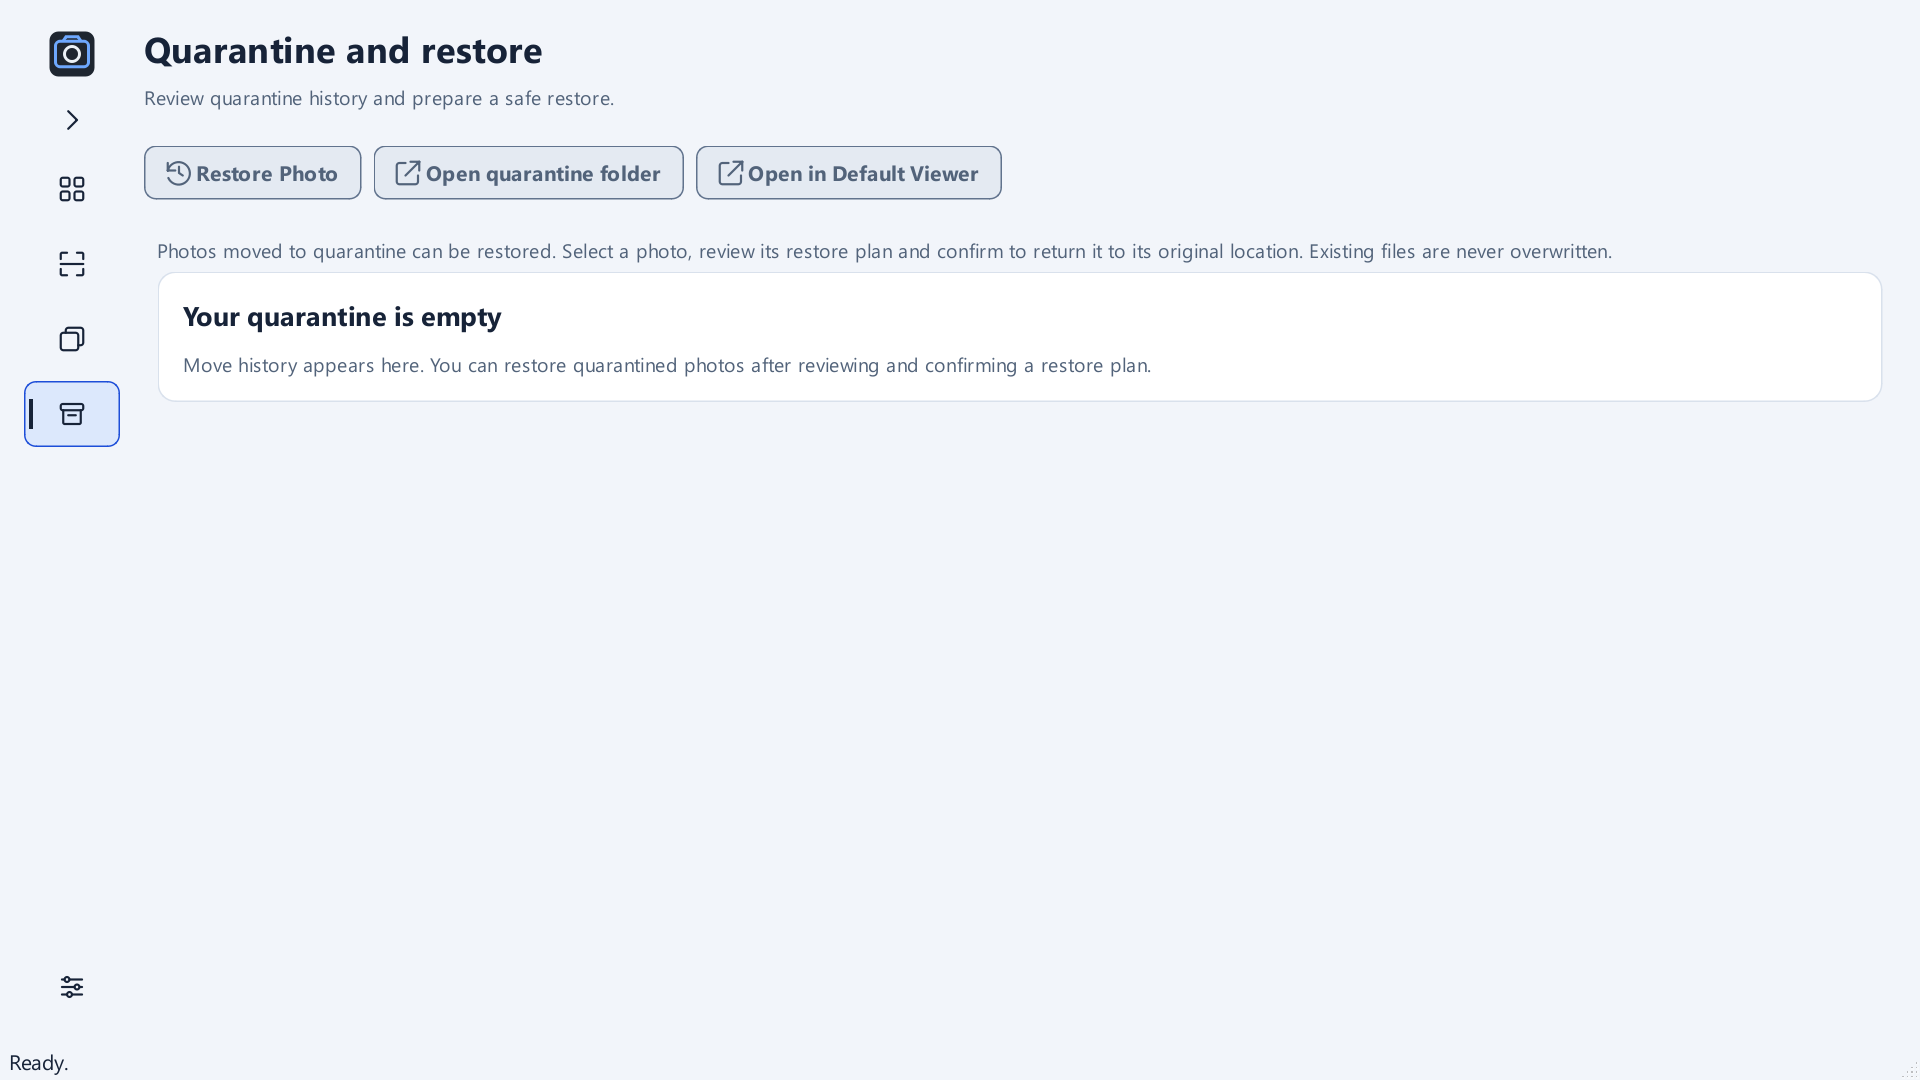 Quarantine and restore
Review quarantine history and prepare a safe restore.
Restore Photo
Open quarantine folder
Open in Default Viewer
Photos moved to quarantine can be restored. Select a photo, review its restore plan and confirm to return it to its original location. Existing files are never overwritten.
Your quarantine is empty
Move history appears here. You can restore quarantined photos after reviewing and confirming a restore plan.
Ready.